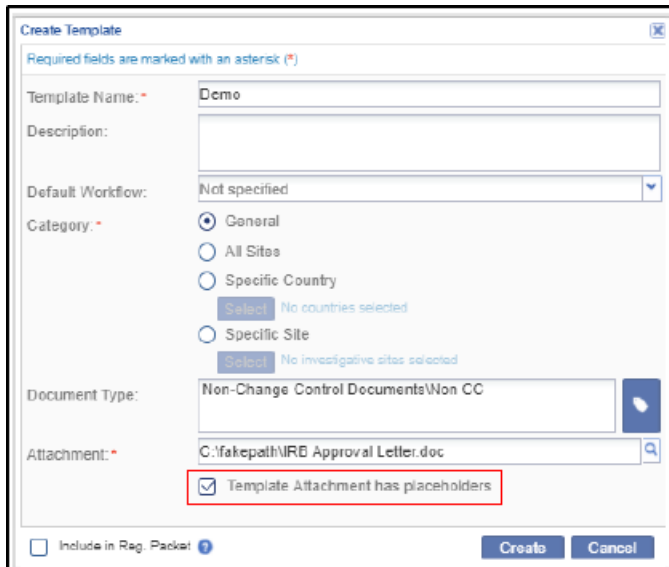 Create Template
Required fields are marked with an asterisk (*)
Template Name:* Demo
Description:
Default Workflow: Not specified
Category:* General
All Sites
Specific Country
Select No countries selected
Specific Site
Select No investigative sites selected
Document Type: Non-Change Control Documents\Non CC
Attachment:* C:\fakepath\IRB Approval Letter.doc
Template Attachment has placeholders
Include in Reg. Packet ?
Create Cancel